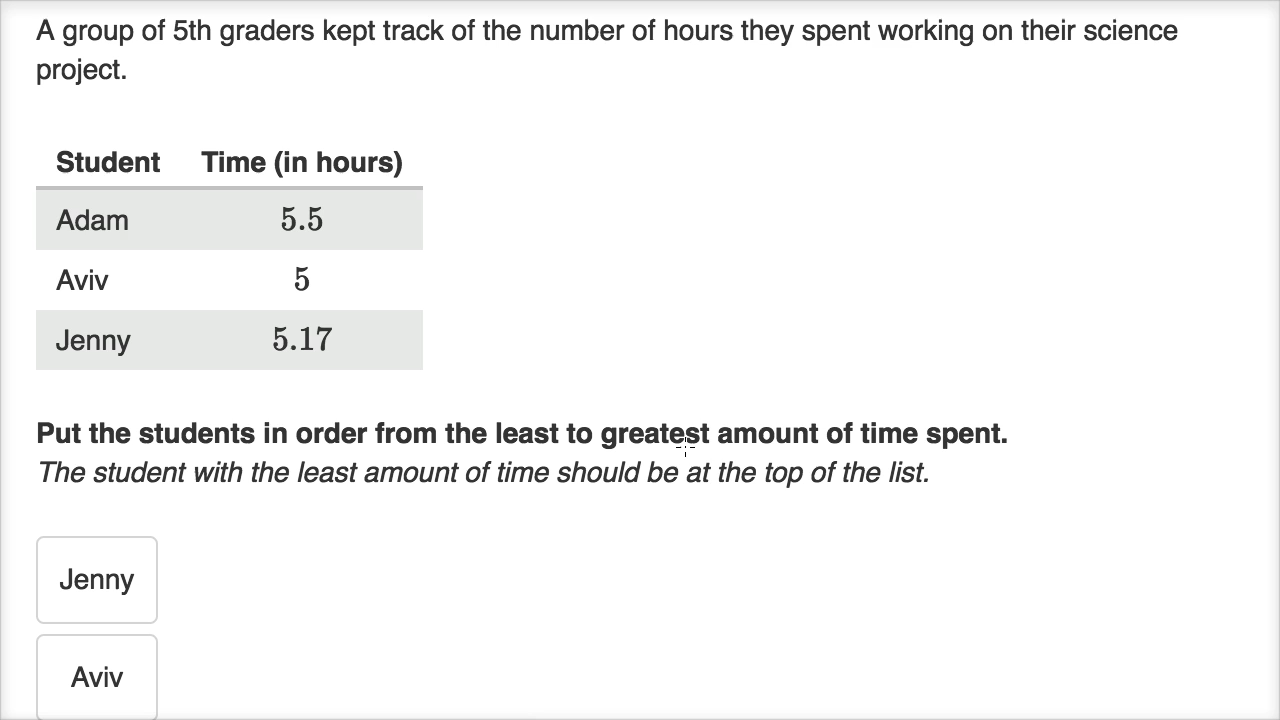 A group of 5th graders kept track of the number of hours they spent working on their science
project.
Student Time (in hours)
Adam 5.5
Aviv 5
Jenny 5.17
Put the students in order from the least to greatest amount of time spent.
The student with the least amount of time should be at the top of the list.
Jenny
Aviv